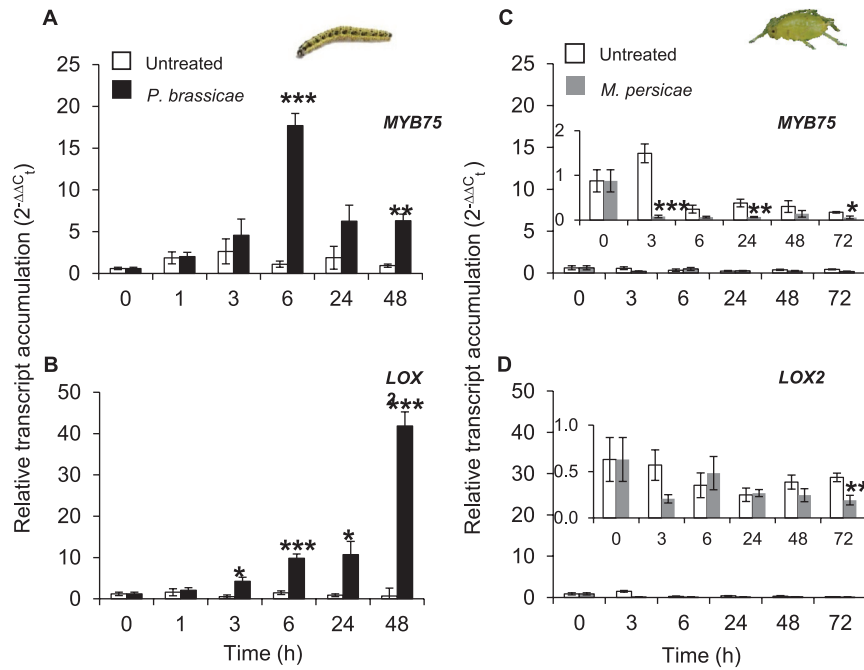 A
Untreated
P. brassicae
25
20
15
10
5
0
***
**
MYB75
0 1 3 6 24 48
Relative transcript accumulation (2-ΔΔCt)
B
LOX
2
50
40
30
20
10
0
*
***
*
***
0 1 3 6 24 48
Time (h)
C
Untreated
M. persicae
25
20
15
10
5
0
MYB75
2
1
0
***
**
*
0 3 6 24 48 72
0 3 6 24 48 72
Relative transcript accumulation (2-ΔΔCt)
D
LOX2
50
40
30
20
10
0
1.0
0.5
0.0
**
0 3 6 24 48 72
0 3 6 24 48 72
Time (h)